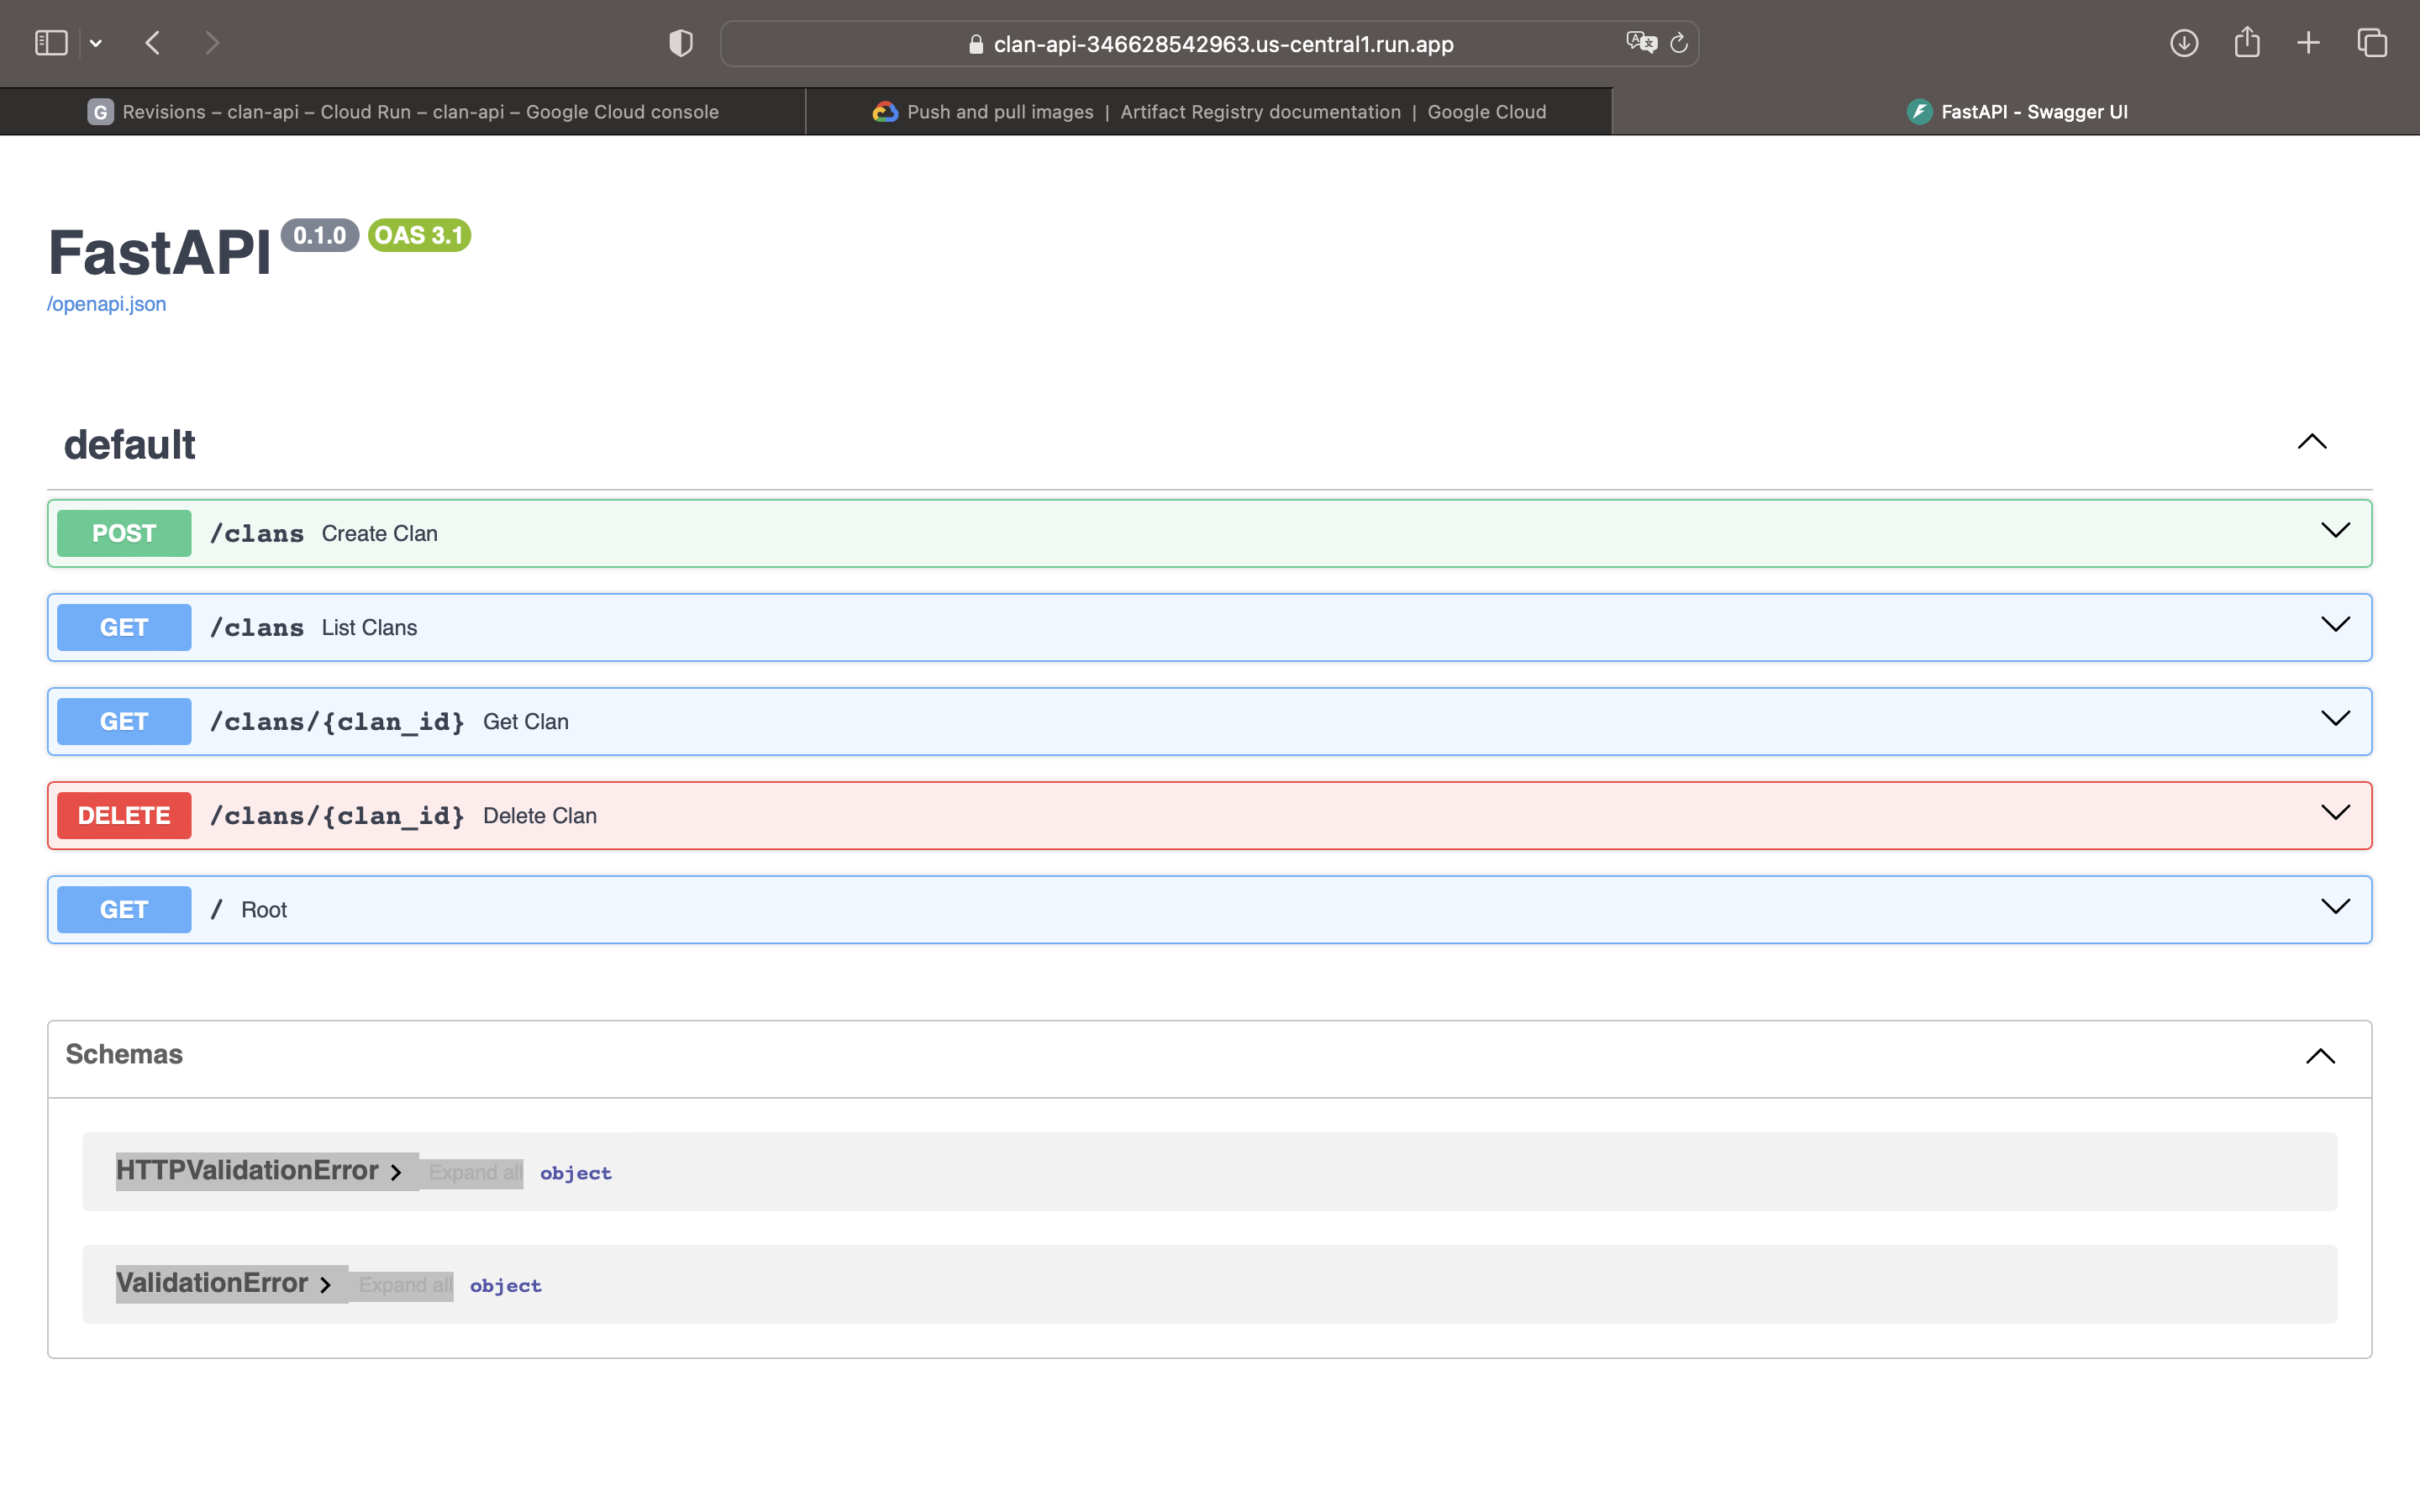 clan-api-346628542963.us-central1.run.app
G Revisions – clan-api – Cloud Run – clan-api – Google Cloud console
Push and pull images | Artifact Registry documentation | Google Cloud
FastAPI - Swagger UI
FastAPI 0.1.0 OAS 3.1
/openapi.json
default
POST /clans Create Clan
GET /clans List Clans
GET /clans/{clan_id} Get Clan
DELETE /clans/{clan_id} Delete Clan
GET / Root
Schemas
HTTPValidationError Expand all object
ValidationError Expand all object